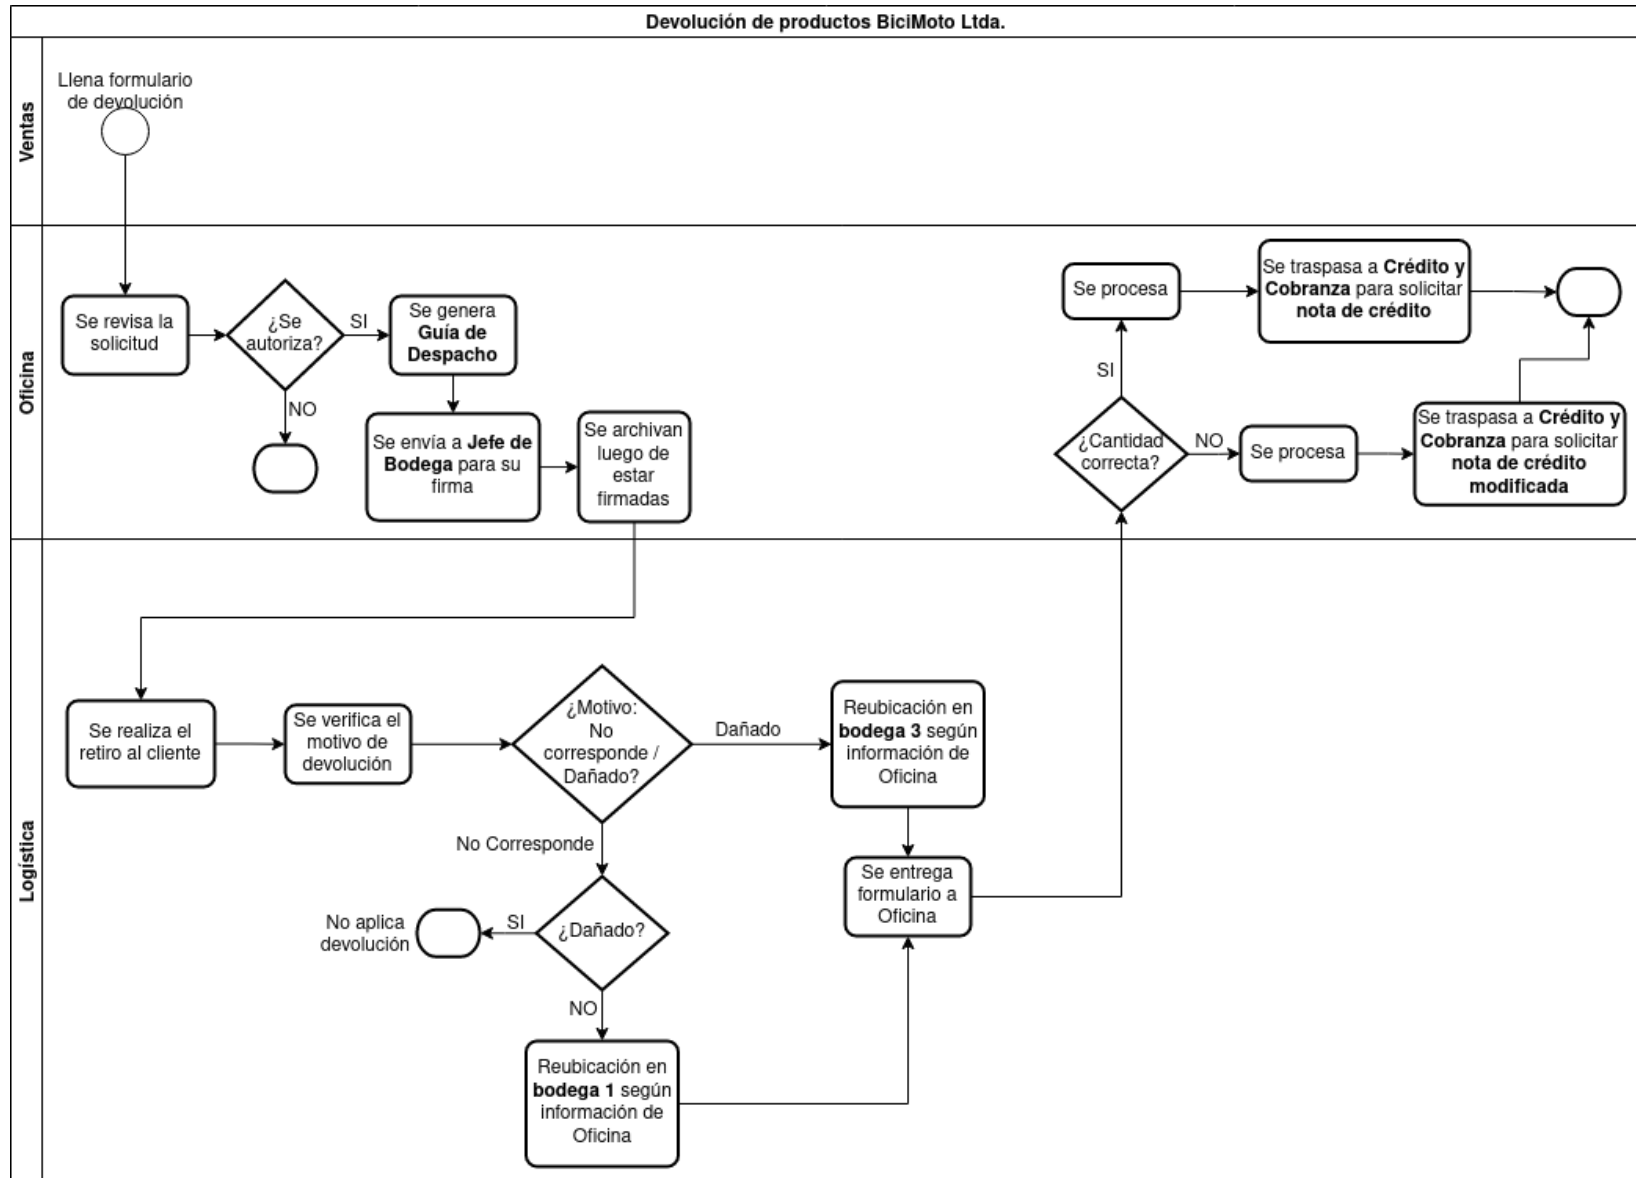 Devolución de productos BiciMoto Ltda.
Ventas
Llena formulario
de devolución
Oficina
Se revisa la
solicitud
¿Se
autoriza?
SI
NO
Se genera
Guía de
Despacho
Se envía a Jefe de
Bodega para su
firma
Se archivan
luego de
estar
firmadas
¿Cantidad
correcta?
SI
Se procesa
Se traspasa a Crédito y
Cobranza para solicitar
nota de crédito
NO
Se procesa
Se traspasa a Crédito y
Cobranza para solicitar
nota de crédito
modificada
Logística
Se realiza el
retiro al cliente
Se verifica el
motivo de
devolución
¿Motivo:
No
corresponde /
Dañado?
Dañado
Reubicación en
bodega 3 según
información de
Oficina
No Corresponde
¿Dañado?
SI
No aplica
devolución
NO
Reubicación en
bodega 1 según
información de
Oficina
Se entrega
formulario a
Oficina